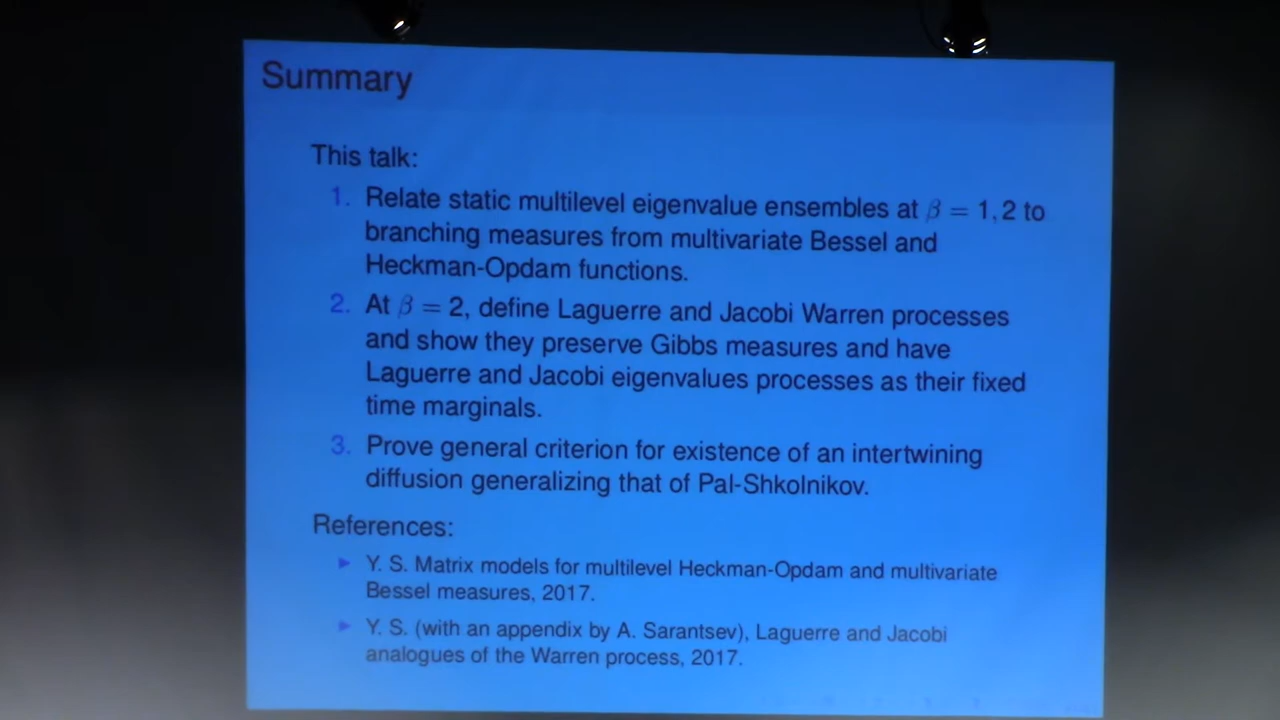 Summary
This talk:
1. Relate static multilevel eigenvalue ensembles at β = 1, 2 to
branching measures from multivariate Bessel and
Heckman-Opdam functions.
2. At β = 2, define Laguerre and Jacobi Warren processes
and show they preserve Gibbs measures and have
Laguerre and Jacobi eigenvalues processes as their fixed
time marginals.
3. Prove general criterion for existence of an intertwining
diffusion generalizing that of Pal-Shkolnikov.
References:
► Y. S. Matrix models for multilevel Heckman-Opdam and multivariate
Bessel measures, 2017.
► Y. S. (with an appendix by A. Sarantsev), Laguerre and Jacobi
analogues of the Warren process, 2017.